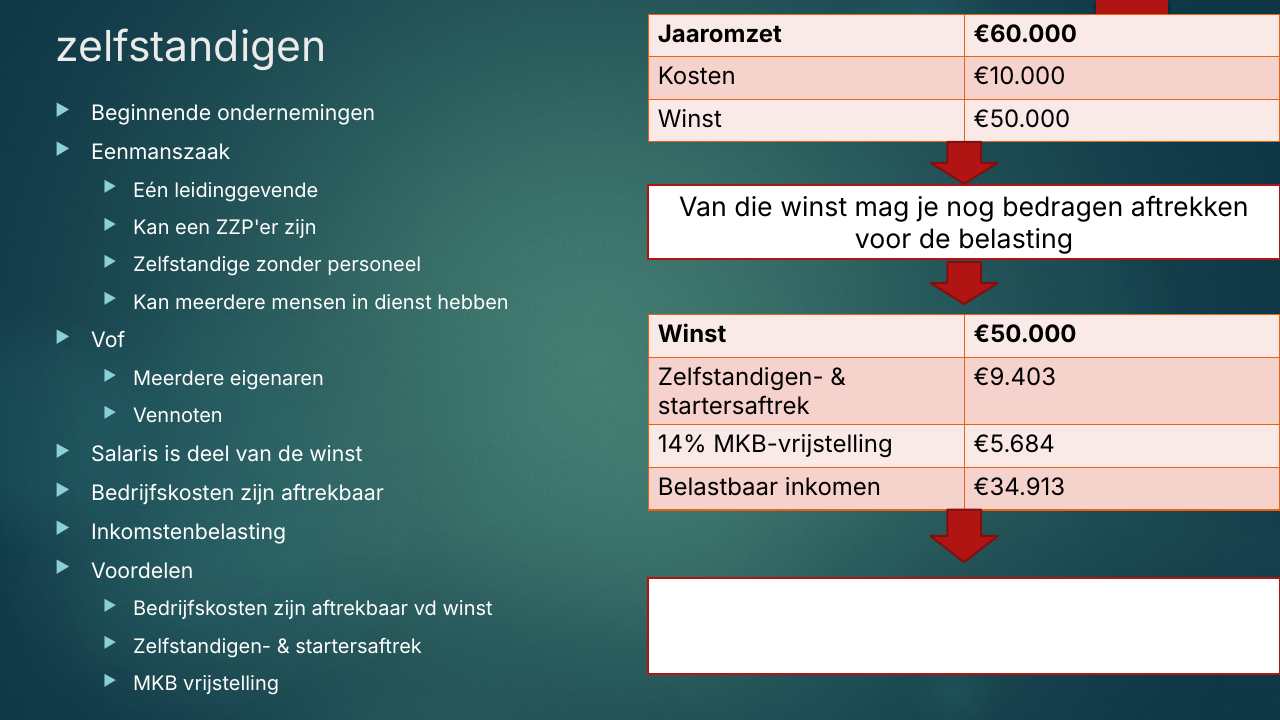 zelfstandigen
Beginnende ondernemingen
Eenmanszaak
Eén leidinggevende
Kan een ZZP'er zijn
Zelfstandige zonder personeel
Kan meerdere mensen in dienst hebben
Vof
Meerdere eigenaren
Vennoten
Salaris is deel van de winst
Bedrijfskosten zijn aftrekbaar
Inkomstenbelasting
Voordelen
Bedrijfskosten zijn aftrekbaar vd winst
Zelfstandigen- & startersaftrek
MKB vrijstelling
Jaaromzet €60.000
Kosten €10.000
Winst €50.000
Van die winst mag je nog bedragen aftrekken
voor de belasting
Winst €50.000
Zelfstandigen- & €9.403
startersaftrek
14% MKB-vrijstelling €5.684
Belastbaar inkomen €34.913